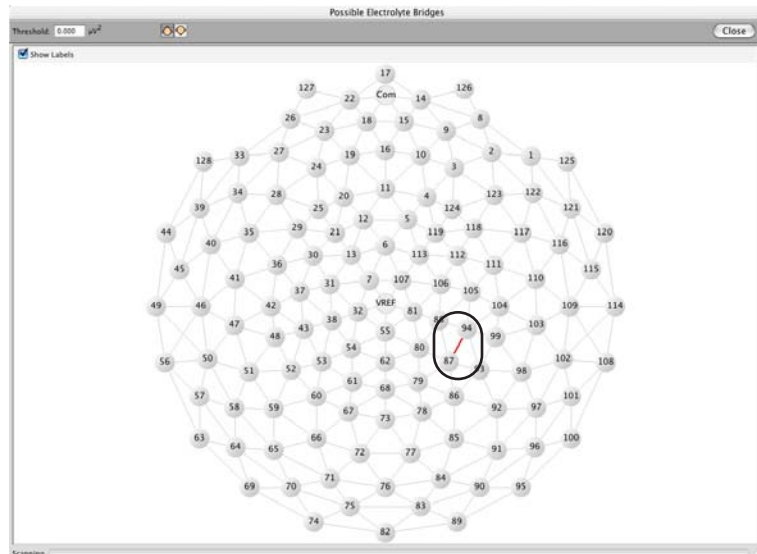 Possible Electrolyte Bridges
Threshold: 0.000 μV²
Close
Show Labels
17
127 126
22 Com 14
26 18 15 8
23 9
128 33 27 19 16 10 2 1 125
24 3
34 28 20 11 4 123 122
39 25 12 5 124 121
44 40 35 29 21 119 118 117 116 120
6
45 41 36 30 13 113 112 111 110 115
37 31 7 107 106 105
49 46 42 32 VREF 81 104 109 114
47 43 38 55 94 103
48 99
56 50 51 52 53 54 62 80 87 93 98 102 108
57 61 68 79 101
58 59 60 67 73 78 86 92 97
63 64 65 66 72 77 85 91 96 100
69 70 71 76 84 90 95
75 83
74 82 89
Scanning